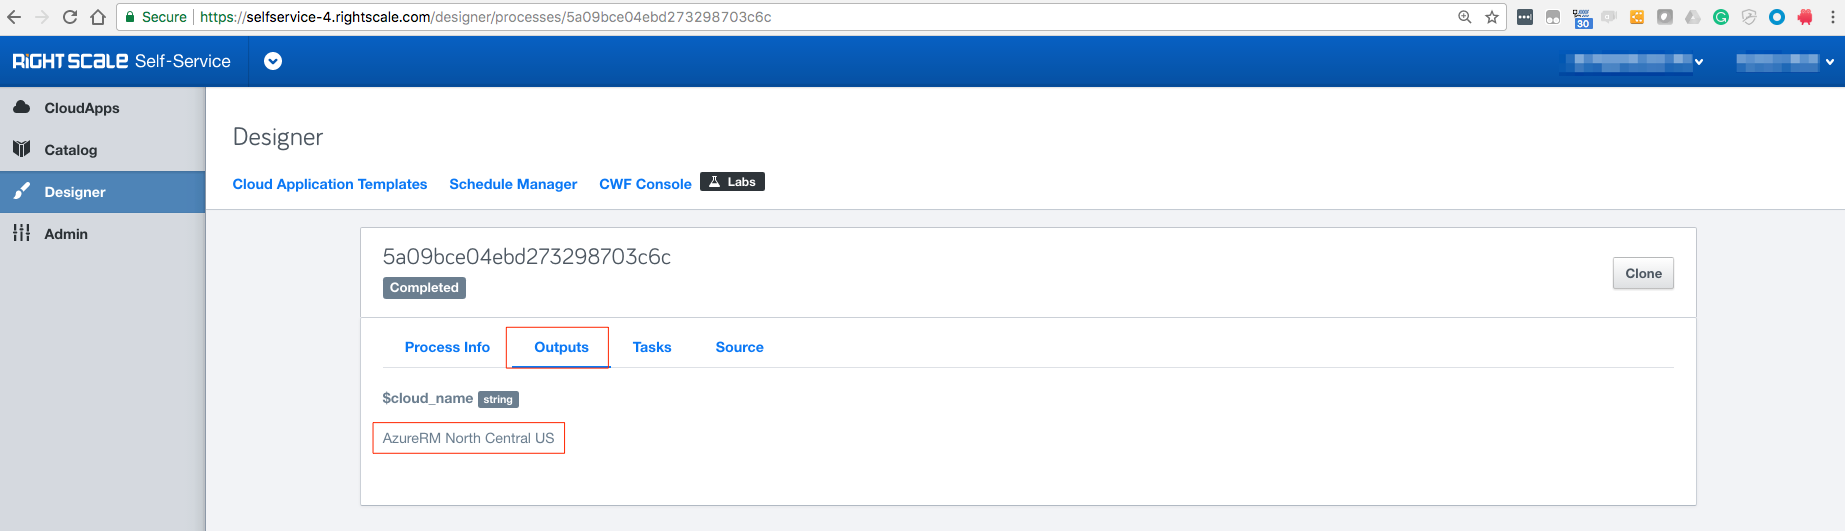 Secure https://selfservice-4.rightscale.com/designer/processes/5a09bce04ebd273298703c6c
30
RIGHTSCALE Self-Service
CloudApps
Catalog
Designer
Admin
Designer
Cloud Application Templates Schedule Manager CWF Console Labs
5a09bce04ebd273298703c6c
Completed
Clone
Process Info Outputs Tasks Source
$cloud_name string
AzureRM North Central US